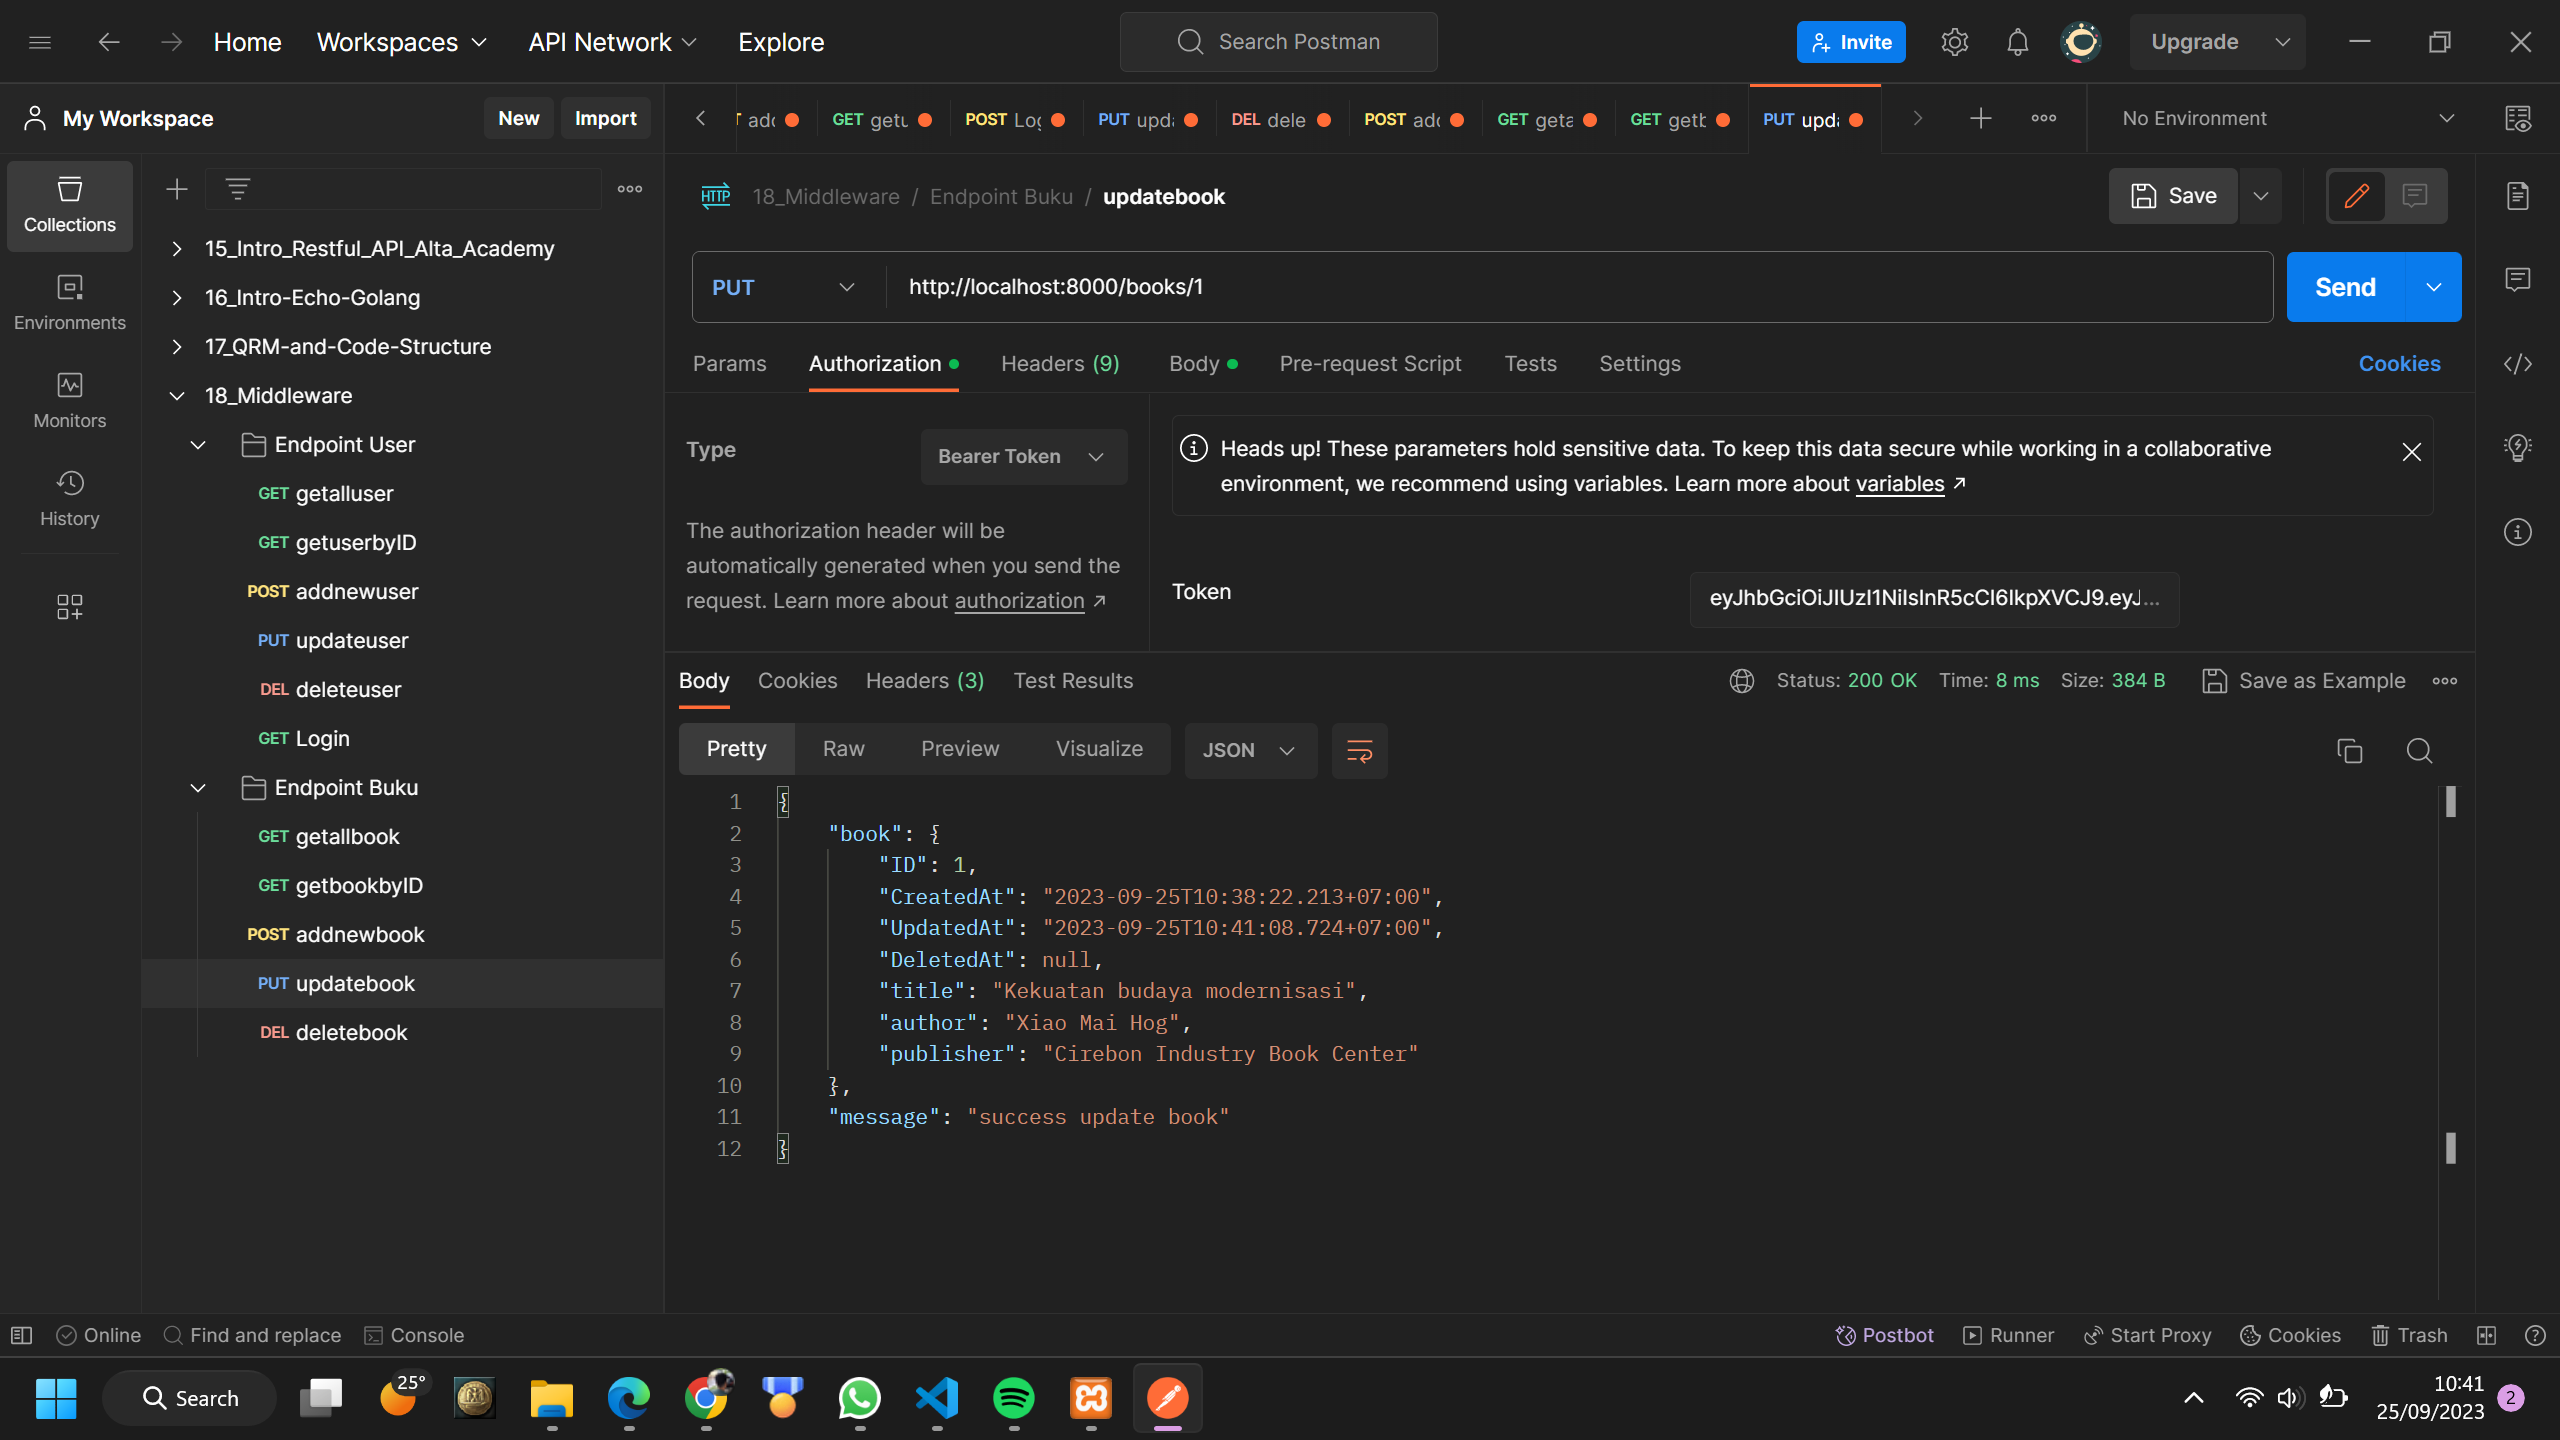 Home Workspaces API Network Explore Search Postman Invite Upgrade
My Workspace New Import
add GET getu POST Log PUT upda DEL dele POST add GET geta GET getb PUT upda No Environment
Collections
Environments
Monitors
History
15_Intro_Restful_API_Alta_Academy
16_Intro-Echo-Golang
17_QRM-and-Code-Structure
18_Middleware
Endpoint User
GET getalluser
GET getuserbyID
POST addnewuser
PUT updateuser
DEL deleteuser
GET Login
Endpoint Buku
GET getallbook
GET getbookbyID
POST addnewbook
PUT updatebook
DEL deletebook
HTTP 18_Middleware / Endpoint Buku / updatebook Save
PUT http://localhost:8000/books/1 Send
Params Authorization Headers (9) Body Pre-request Script Tests Settings Cookies
Type Bearer Token
The authorization header will be
automatically generated when you send the
request. Learn more about authorization ↗
Heads up! These parameters hold sensitive data. To keep this data secure while working in a collaborative
environment, we recommend using variables. Learn more about variables ↗
Token eyJhbGciOiJIUzI1NiIsInR5cCI6IkpXVCJ9.eyJ...
Body Cookies Headers (3) Test Results Status: 200 OK Time: 8 ms Size: 384 B Save as Example
Pretty Raw Preview Visualize JSON
1 {
2 "book": {
3 "ID": 1,
4 "CreatedAt": "2023-09-25T10:38:22.213+07:00",
5 "UpdatedAt": "2023-09-25T10:41:08.724+07:00",
6 "DeletedAt": null,
7 "title": "Kekuatan budaya modernisasi",
8 "author": "Xiao Mai Hog",
9 "publisher": "Cirebon Industry Book Center"
10 },
11 "message": "success update book"
12 }
Online Find and replace Console Postbot Runner Start Proxy Cookies Trash
Search 25° 10:41
25/09/2023 2